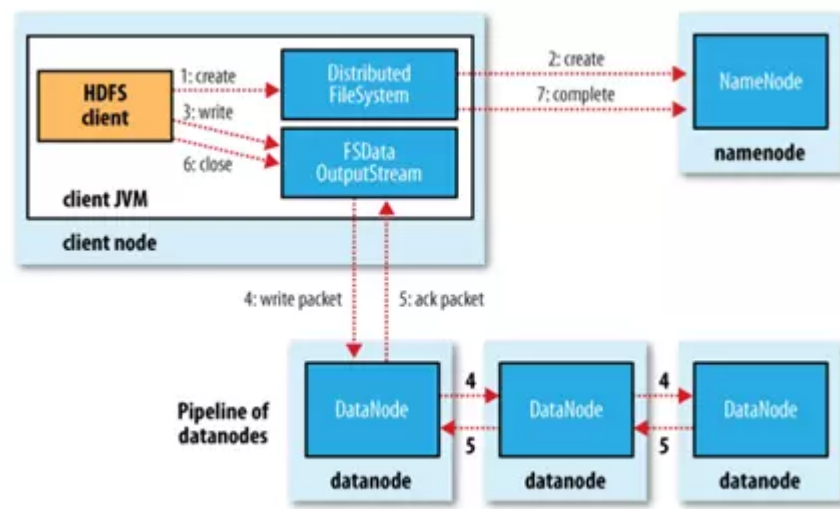 1: create
HDFS
client
3: write
6: close
Distributed
FileSystem
FSData
OutputStream
client JVM
client node
2: create
7: complete
NameNode
namenode
4: write packet
5: ack packet
Pipeline of
datanodes
DataNode
4
5
DataNode
4
5
DataNode
datanode
datanode
datanode